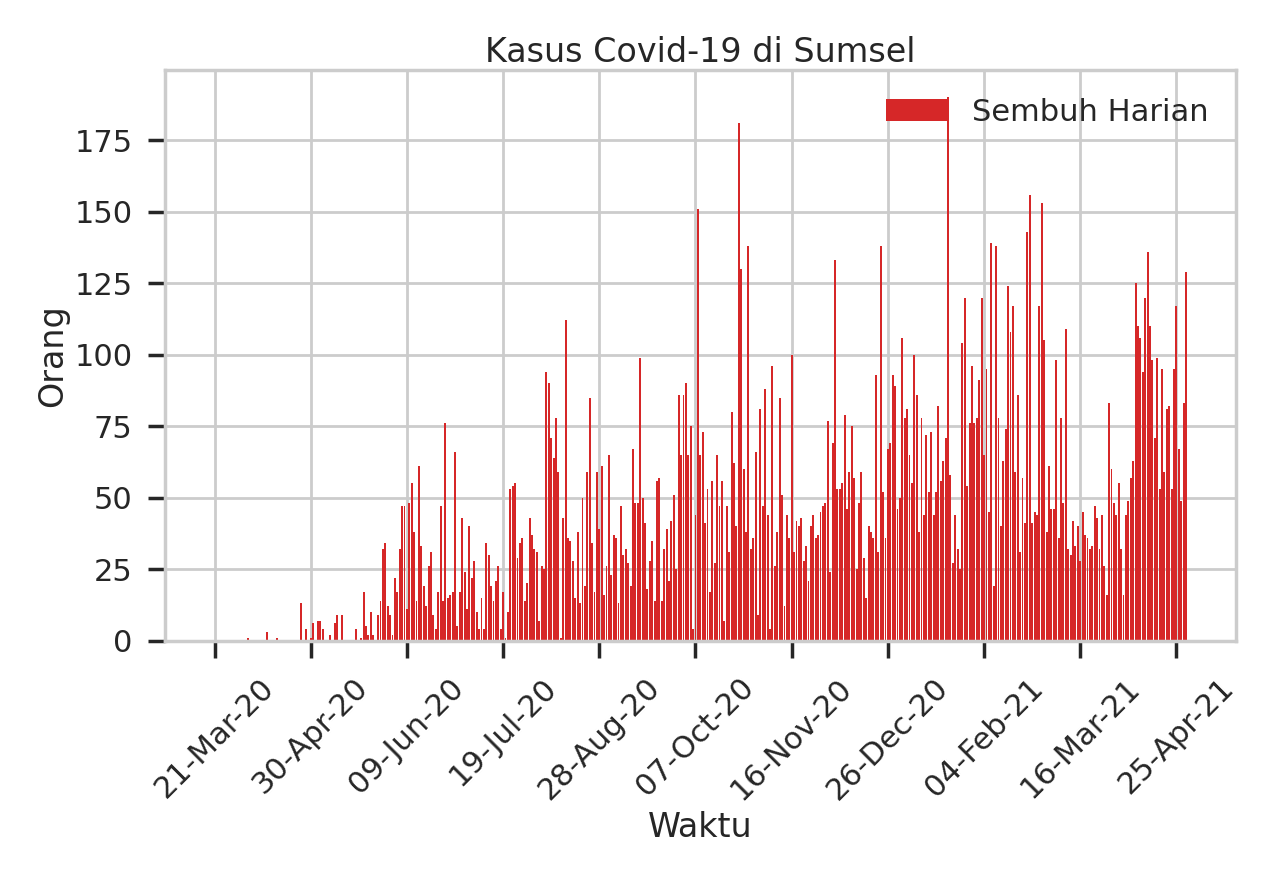 Kasus Covid-19 di Sumsel
Sembuh Harian
Orang
175
150
125
100
75
50
25
0
21-Mar-20
30-Apr-20
09-Jun-20
19-Jul-20
28-Aug-20
07-Oct-20
16-Nov-20
26-Dec-20
04-Feb-21
16-Mar-21
25-Apr-21
Waktu